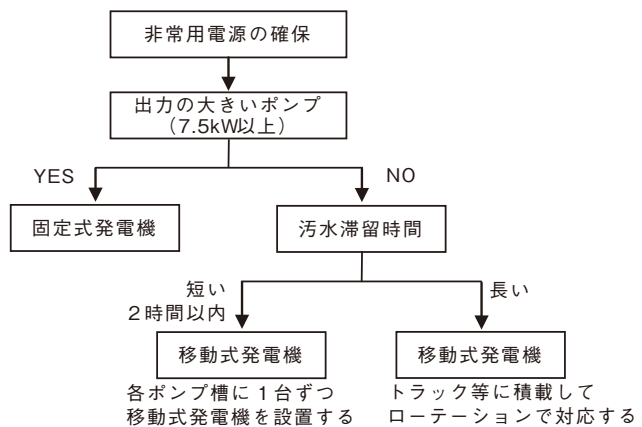 非常用電源の確保
出力の大きいポンプ
（7.5kW以上）
YES
NO
固定式発電機
汚水滞留時間
短い
２時間以内
長い
移動式発電機
移動式発電機
各ポンプ槽に１台ずつ
移動式発電機を設置する
トラック等に積載して
ローテーションで対応する